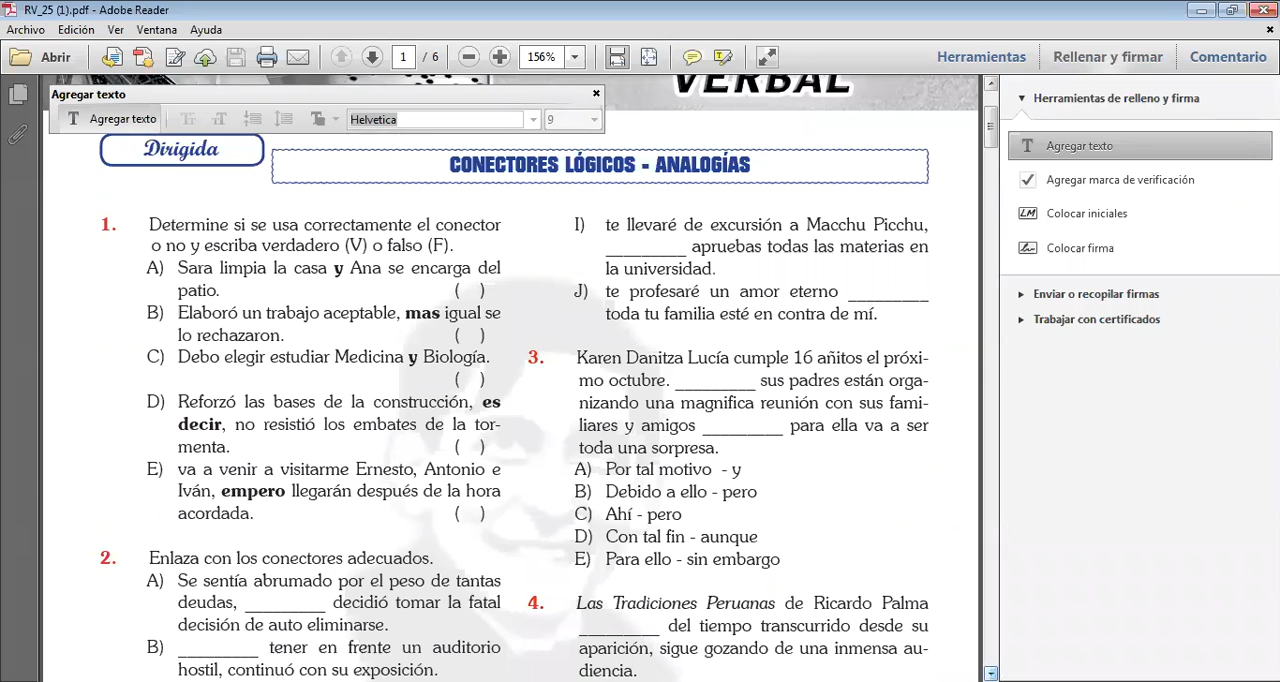 RV_25 (1).pdf - Adobe Reader
Archivo Edición Ver Ventana Ayuda
Abrir 1 / 6 156% Herramientas Rellenar y firmar Comentario
VERBAL
Agregar texto
T Agregar texto Helvetica 9
Dirigida
CONECTORES LÓGICOS - ANALOGÍAS
1. Determine si se usa correctamente el conector
o no y escriba verdadero (V) o falso (F).
A) Sara limpia la casa y Ana se encarga del
patio. ( )
B) Elaboró un trabajo aceptable, mas igual se
lo rechazaron. ( )
C) Debo elegir estudiar Medicina y Biología.
( )
D) Reforzó las bases de la construcción, es
decir, no resistió los embates de la tor-
menta. ( )
E) va a venir a visitarme Ernesto, Antonio e
Iván, empero llegarán después de la hora
acordada. ( )
2. Enlaza con los conectores adecuados.
A) Se sentía abrumado por el peso de tantas
deudas, _________ decidió tomar la fatal
decisión de auto eliminarse.
B) _________ tener en frente un auditorio
hostil, continuó con su exposición.
I) te llevaré de excursión a Macchu Picchu,
_________ apruebas todas las materias en
la universidad.
J) te profesaré un amor eterno _________
toda tu familia esté en contra de mí.
3. Karen Danitza Lucía cumple 16 añitos el próxi-
mo octubre. _________ sus padres están orga-
nizando una magnifica reunión con sus fami-
liares y amigos _________ para ella va a ser
toda una sorpresa.
A) Por tal motivo - y
B) Debido a ello - pero
C) Ahí - pero
D) Con tal fin - aunque
E) Para ello - sin embargo
4. Las Tradiciones Peruanas de Ricardo Palma
_________ del tiempo transcurrido desde su
aparición, sigue gozando de una inmensa au-
diencia.
Herramientas de relleno y firma
T Agregar texto
Agregar marca de verificación
LM Colocar iniciales
Colocar firma
Enviar o recopilar firmas
Trabajar con certificados